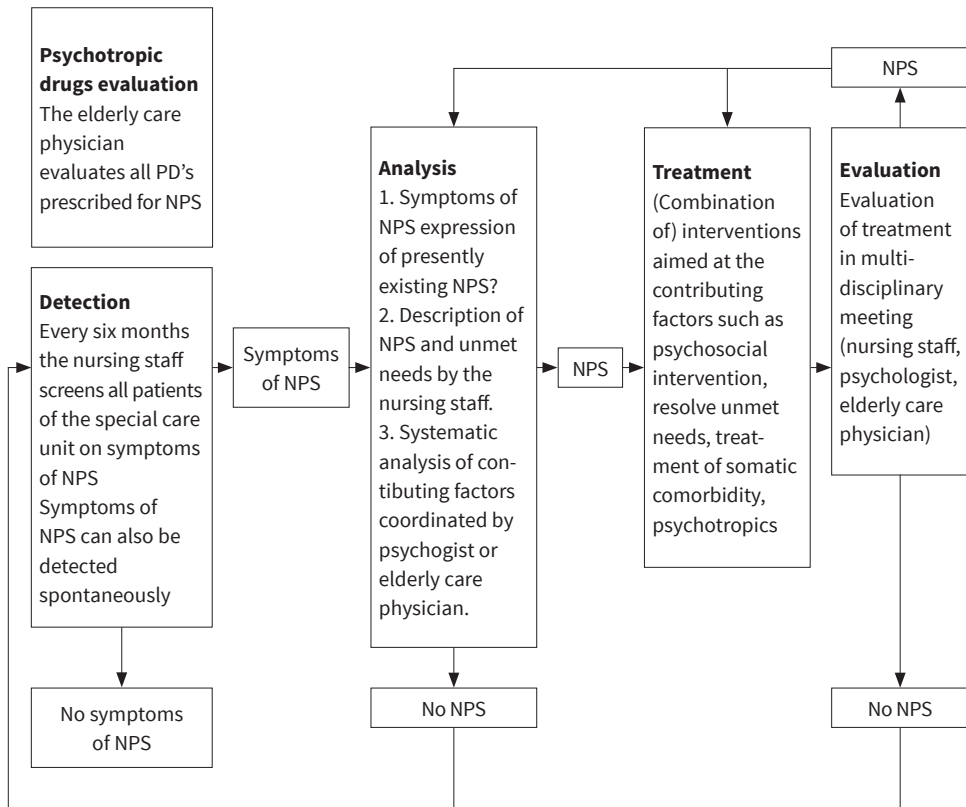 Psychotropic
drugs evaluation
The elderly care
physician
evaluates all PD's
prescribed for NPS
Detection
Every six months
the nursing staff
screens all patients
of the special care
unit on symptoms
of NPS
Symptoms of
NPS can also be
detected
spontaneously
No symptoms
of NPS
Symptoms
of NPS
Analysis
1. Symptoms of
NPS expression
of presently
existing NPS?
2. Description of
NPS and unmet
needs by the
nursing staff.
3. Systematic
analysis of con-
tibuting factors
coordinated by
psychogist or
elderly care
physician.
No NPS
NPS
Treatment
(Combination
of) interventions
aimed at the
contributing
factors such as
psychosocial
intervention,
resolve unmet
needs, treat-
ment of somatic
comorbidity,
psychotropics
NPS
Evaluation
Evaluation
of treatment
in multi-
disciplinary
meeting
(nursing staff,
psychologist,
elderly care
physician)
No NPS